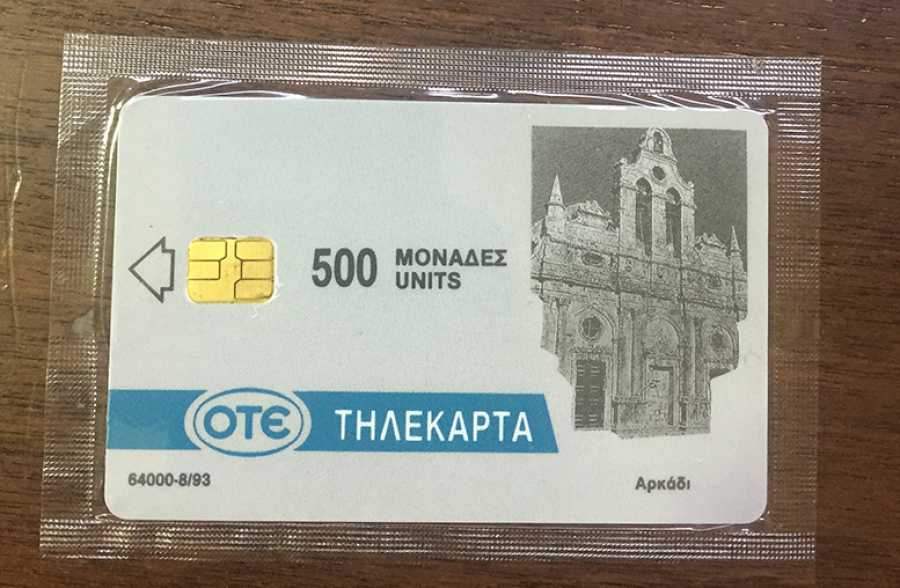 500 ΜΟΝΑΔΕΣ
UNITS
ΟΤΕ ΤΗΛΕΚΑΡΤΑ
64000-8/93
Αρκάδι